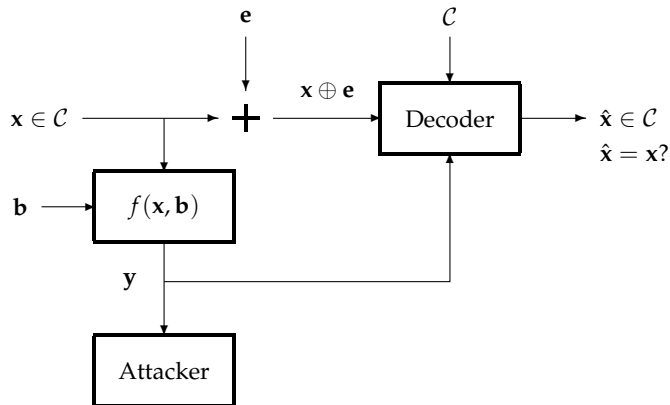 e
𝒞
x ∈ 𝒞
x ⊕ e
Decoder
x̂ ∈ 𝒞
x̂ = x?
b
f(x, b)
y
Attacker